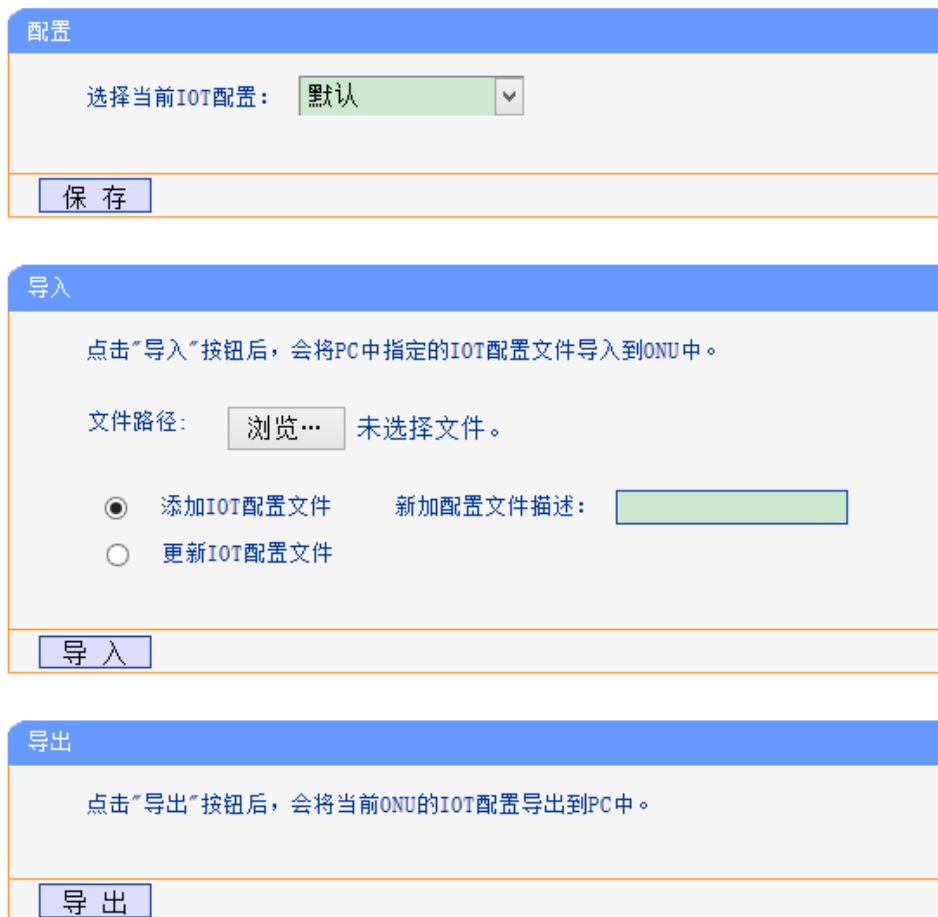 配置
选择当前IOT配置： 默认
保 存
导入
点击"导入"按钮后，会将PC中指定的IOT配置文件导入到ONU中。
文件路径: 浏览… 未选择文件。
添加IOT配置文件 新加配置文件描述：
更新IOT配置文件
导 入
导出
点击"导出"按钮后，会将当前ONU的IOT配置导出到PC中。
导 出